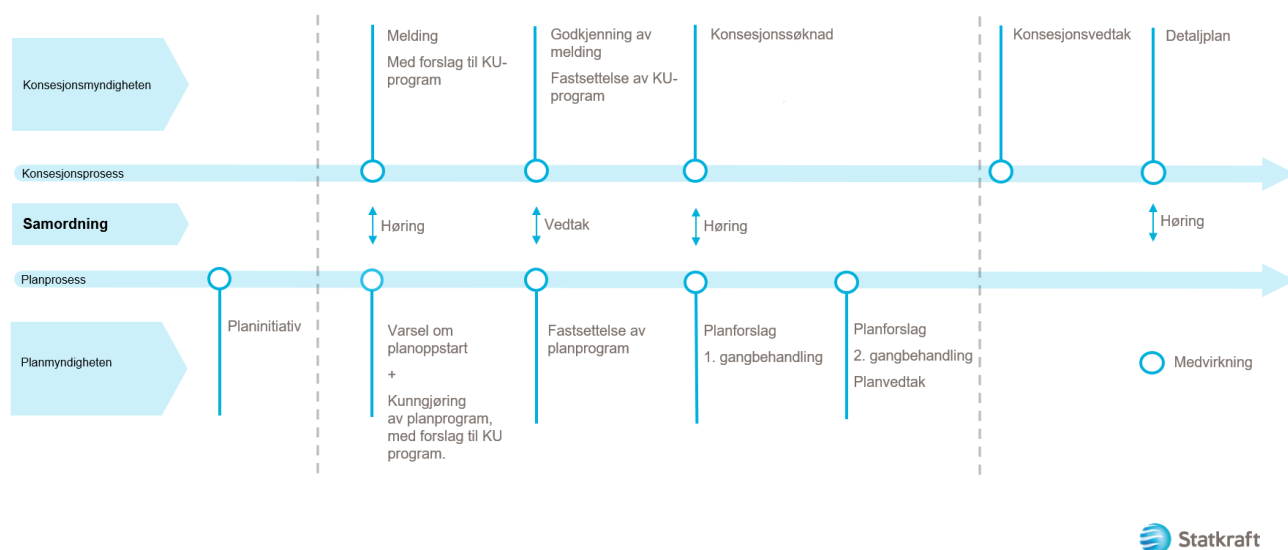 Konsesjonsmyndigheten
Melding
Med forslag til KU-
program
Godkjenning av
melding
Fastsettelse av KU-
program
Konsesjonssøknad
Konsesjonsvedtak
Detaljplan
Konsesjonsprosess
Samordning
Høring
Vedtak
Høring
Høring
Planprosess
Planmyndigheten
Planinitiativ
Varsel om
planoppstart
+
Kunngjøring
av planprogram,
med forslag til KU
program.
Fastsettelse av
planprogram
Planforslag
1. gangbehandling
Planforslag
2. gangbehandling
Planvedtak
Medvirkning
Statkraft